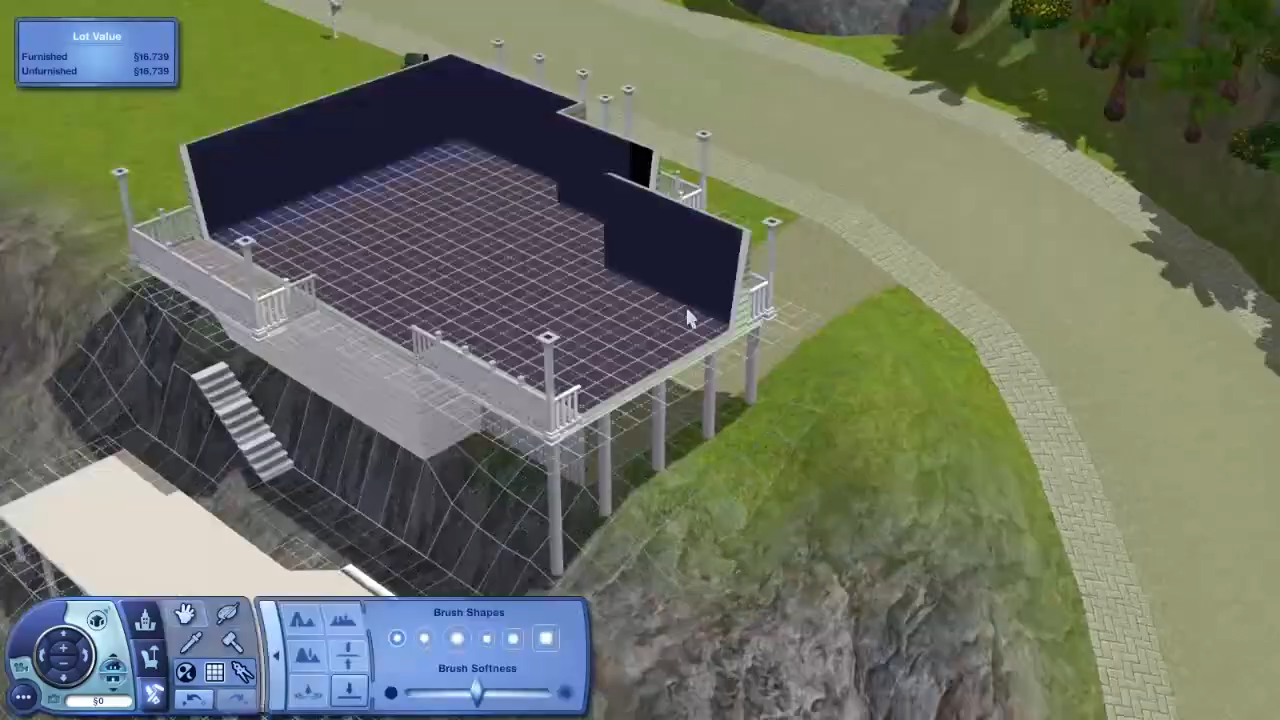 Lot Value
Furnished §16,739
Unfurnished §16,739
Brush Shapes
Brush Softness
§0